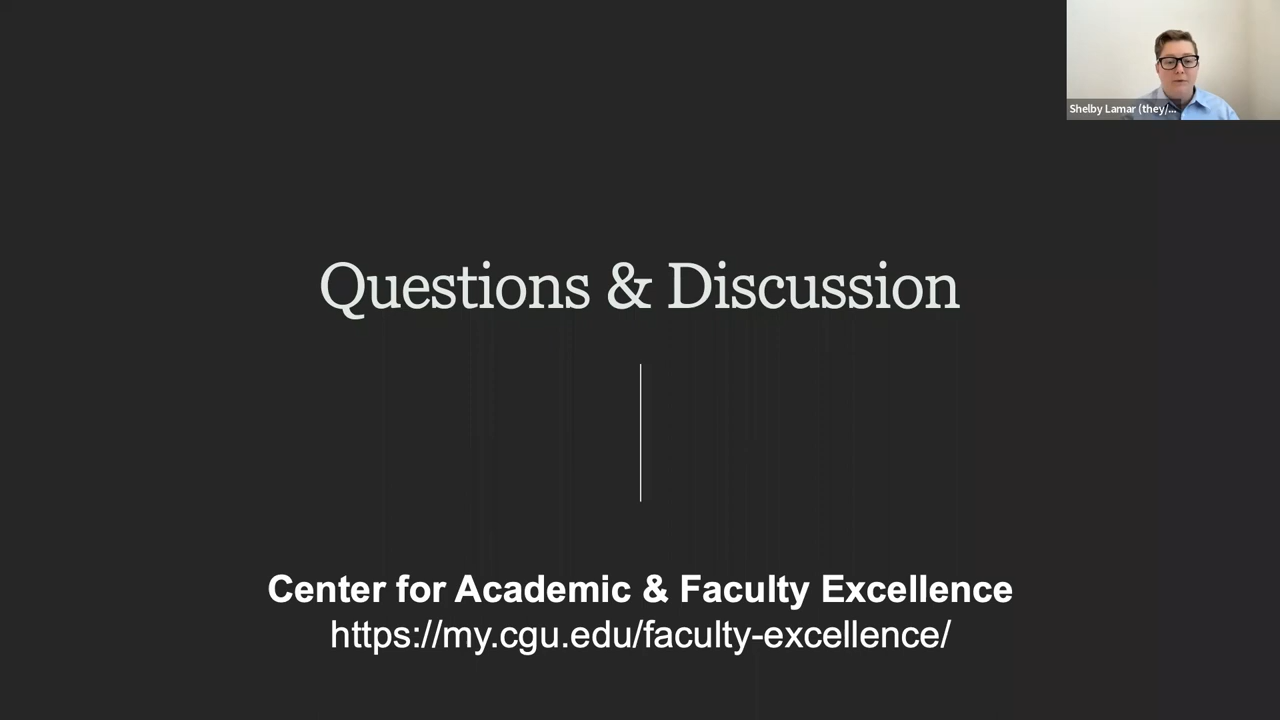 Shelby Lamar (they/...
Questions & Discussion
Center for Academic & Faculty Excellence
https://my.cgu.edu/faculty-excellence/